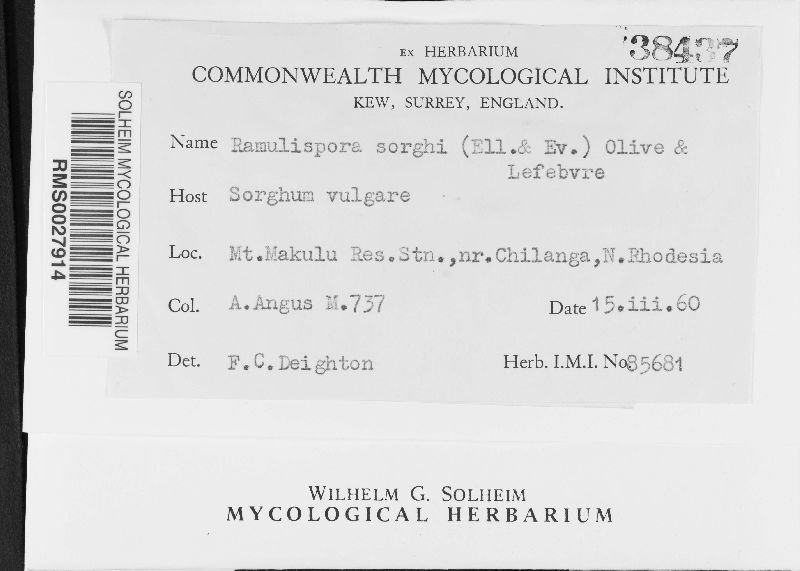 '38437
EX HERBARIUM
COMMONWEALTH MYCOLOGICAL INSTITUTE
KEW, SURREY, ENGLAND.
Name Ramulispora sorghi (Ell.& Ev.) Olive &
Lefebvre
Host Sorghum vulgare
Loc. Mt.Makulu Res.Stn.,nr.Chilanga,N.Rhodesia
Col. A.Angus M.737 Date 15.iii.60
Det. F.C.Deighton Herb. I.M.I. No. 85681
SOLHEIM MYCOLOGICAL HERBARIUM
RMS0027914
WILHELM G. SOLHEIM
MYCOLOGICAL HERBARIUM